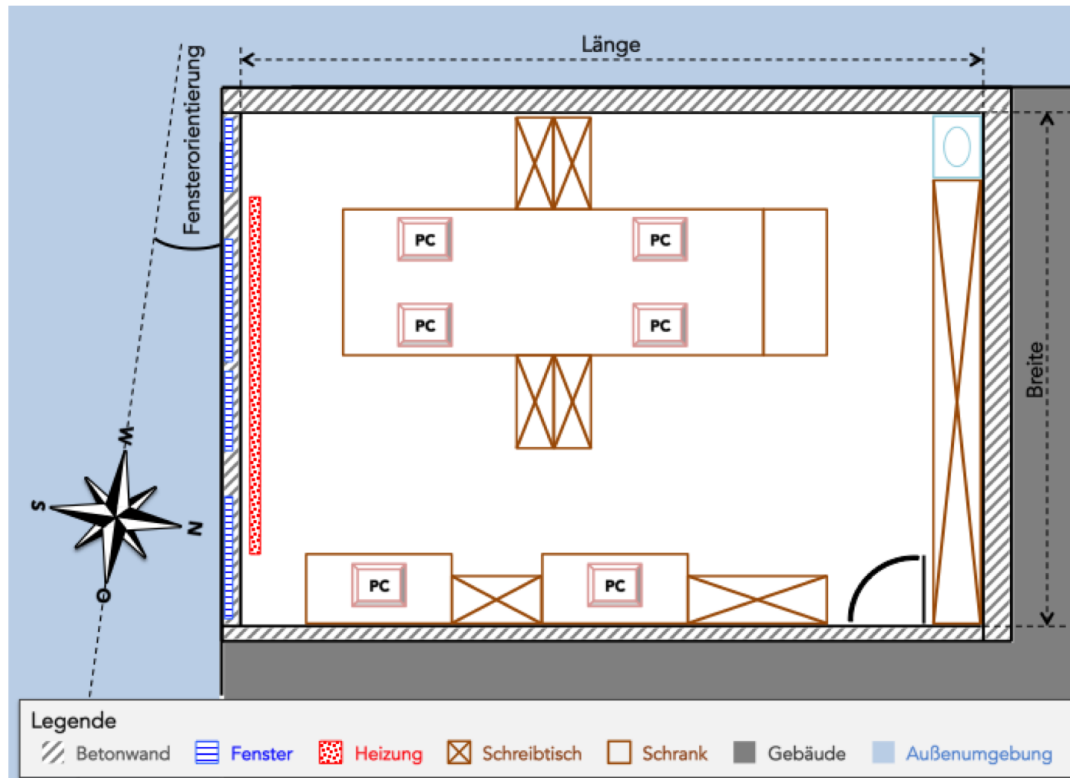 Länge
Fensterorientierung
PC
PC
PC
PC
Breite
W
S
N
O
PC
PC
Legende
Betonwand
Fenster
Heizung
Schreibtisch
Schrank
Gebäude
Außenumgebung